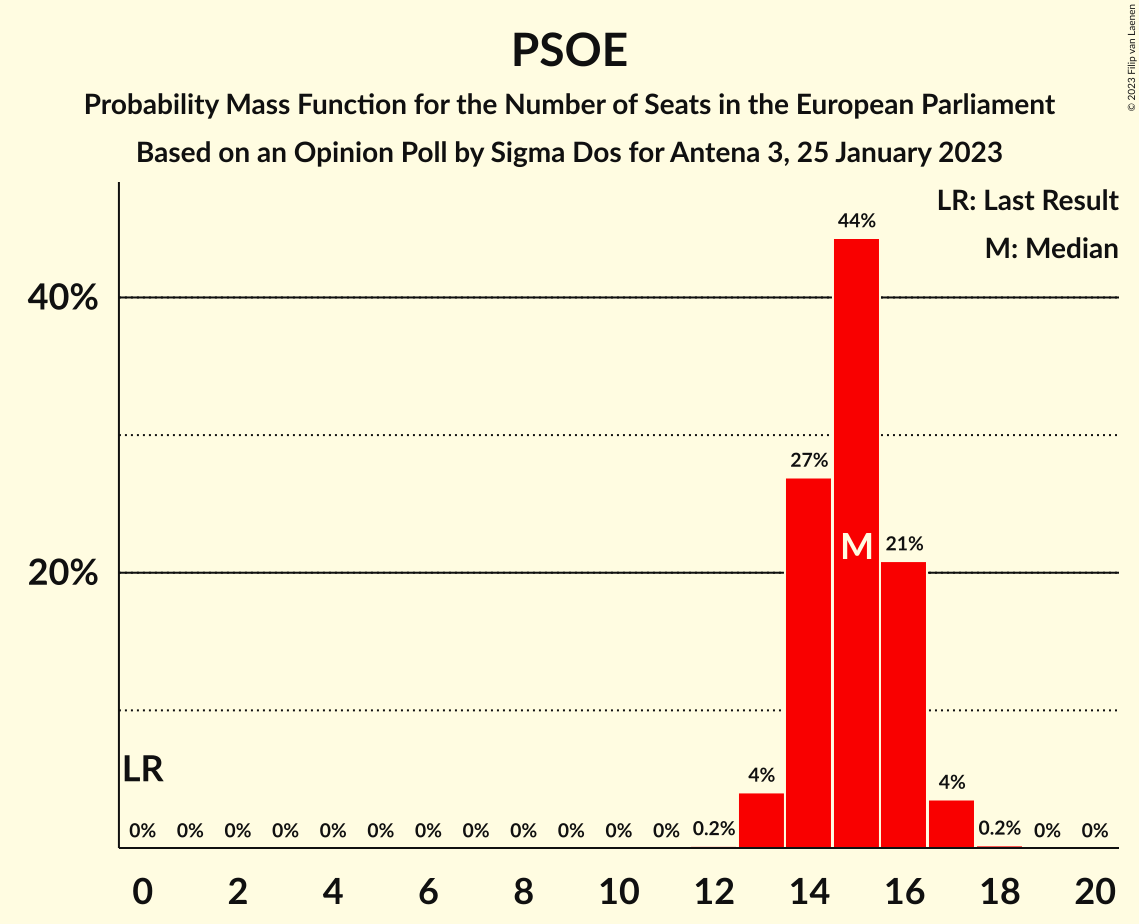 PSOE
Probability Mass Function for the Number of Seats in the European Parliament
Based on an Opinion Poll by Sigma Dos for Antena 3, 25 January 2023
© 2023 Filip van Laenen
LR: Last Result
M: Median
44%
40%
27%
M
21%
20%
LR
4%
4%
0% 0% 0% 0% 0% 0% 0% 0% 0% 0% 0% 0% 0.2% 0.2% 0% 0%
0 2 4 6 8 10 12 14 16 18 20